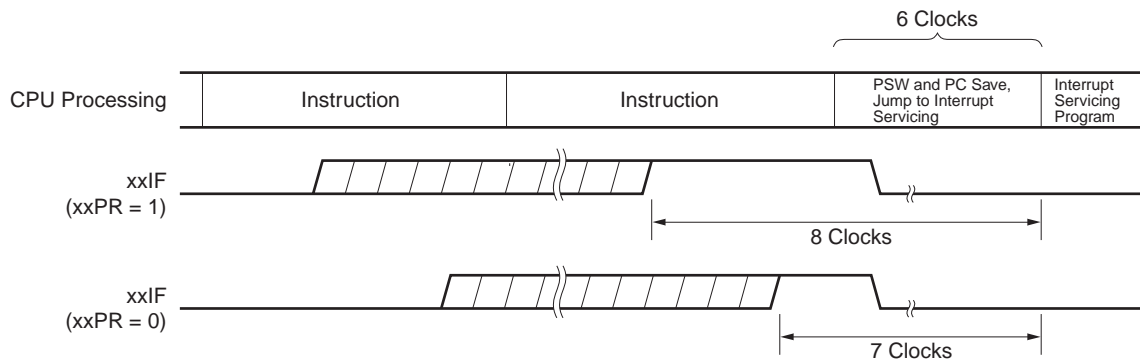 6 Clocks
CPU Processing
Instruction
Instruction
PSW and PC Save,
Jump to Interrupt
Servicing
Interrupt
Servicing
Program
xxIF
(xxPR = 1)
8 Clocks
xxIF
(xxPR = 0)
7 Clocks